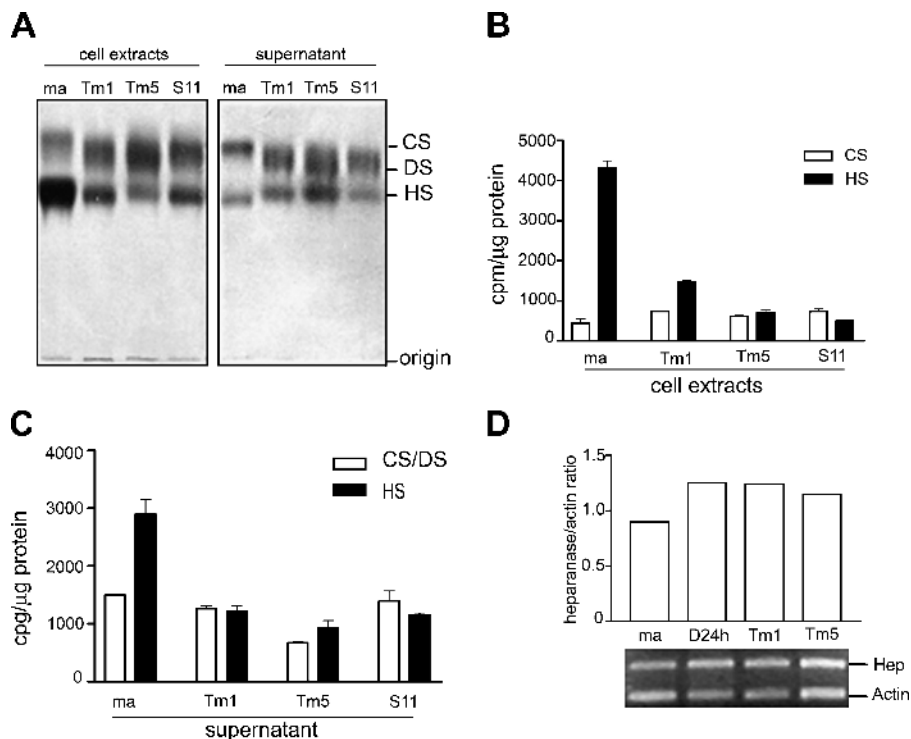 A
cell extracts supernatant
ma Tm1 Tm5 S11 ma Tm1 Tm5 S11
CS
DS
HS
origin
B
5000
4000
3000
2000
1000
0
cpm/µg protein
CS
HS
ma Tm1 Tm5 S11
cell extracts
C
4000
3000
2000
1000
0
cpg/µg protein
CS/DS
HS
ma Tm1 Tm5 S11
supernatant
D
1.5
1.0
0.5
0
heparanase/actin ratio
ma D24h Tm1 Tm5
Hep
Actin